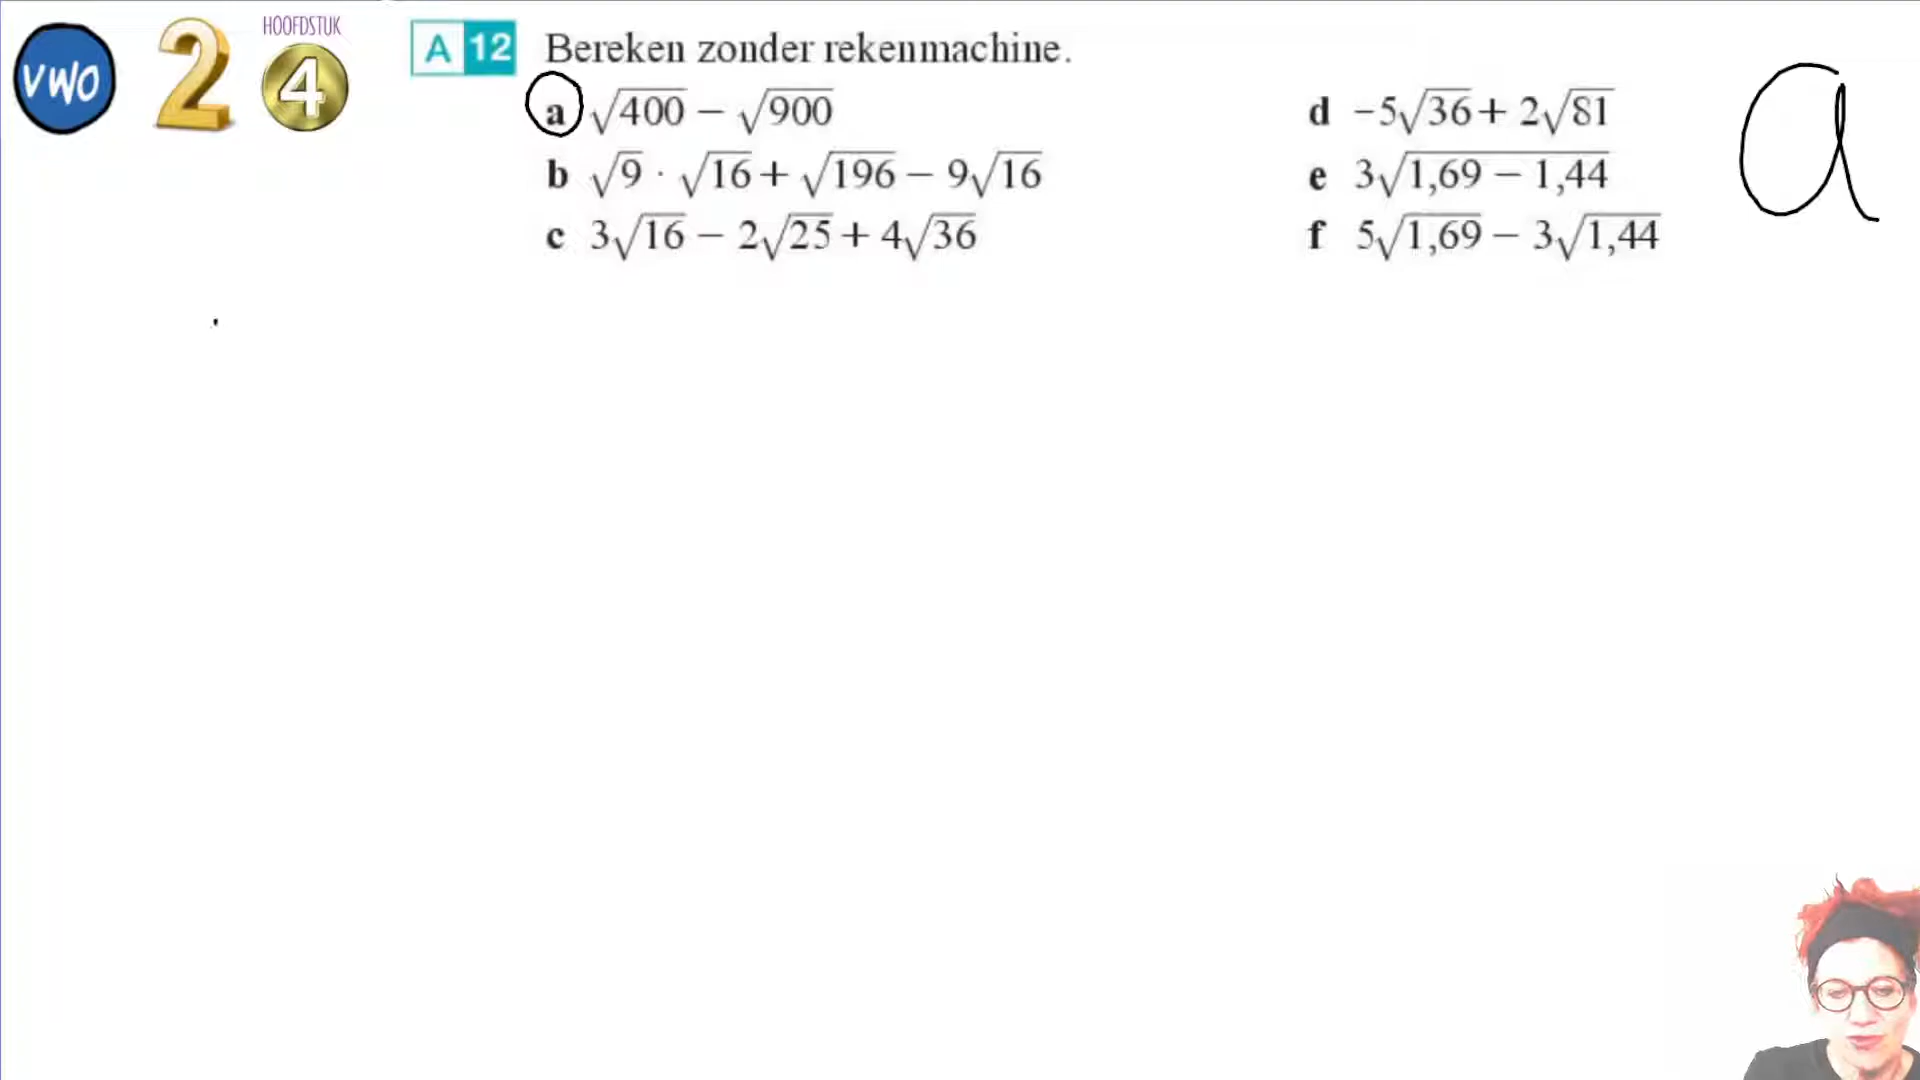 VWO 2 HOOFDSTUK 4
A 12 Bereken zonder rekenmachine.
a √400 − √900
b √9 · √16 + √196 − 9√16
c 3√16 − 2√25 + 4√36
d −5√36 + 2√81
e 3√(1,69 − 1,44)
f 5√1,69 − 3√1,44
a